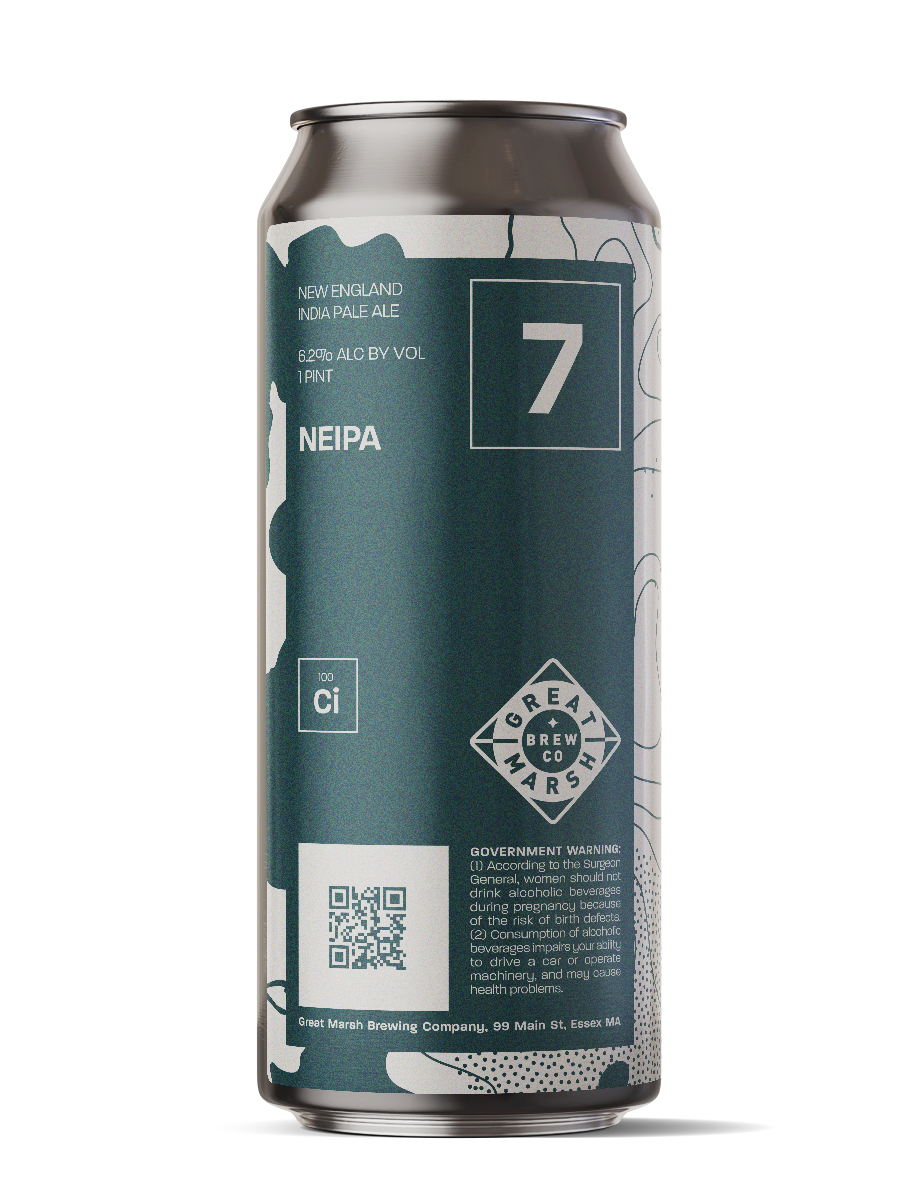 NEW ENGLAND
INDIA PALE ALE
6.2% ALC BY VOL
1 PINT
NEIPA
7
100
Ci
GREAT
BREW
CO
MARSH
GOVERNMENT WARNING:
(1) According to the Surgeon
General, women should not
drink alcoholic beverages
during pregnancy because
of the risk of birth defects.
(2) Consumption of alcoholic
beverages impairs your ability
to drive a car or operate
machinery, and may cause
health problems.
Great Marsh Brewing Company, 99 Main St, Essex MA